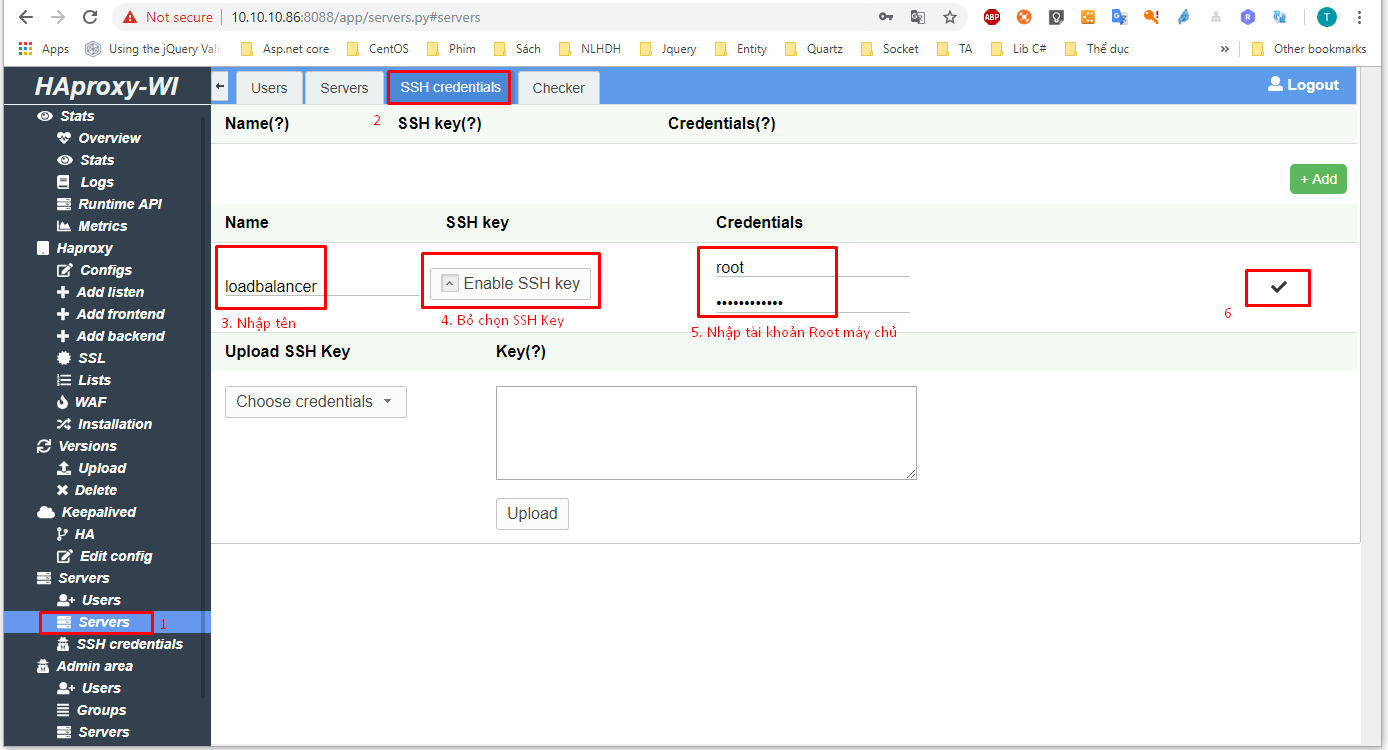 Not secure | 10.10.10.86:8088/app/servers.py#servers
Apps Using the jQuery Vali Asp.net core CentOS Phim Sách NLHDH Jquery Entity Quartz Socket TA Lib C# Thể dục » Other bookmarks
HAproxy-WI
Users Servers SSH credentials Checker Logout
Name(?) 2 SSH key(?) Credentials(?)
+ Add
Name SSH key Credentials
loadbalancer Enable SSH key root
••••••••••••
3. Nhập tên 4. Bỏ chọn SSH Key 5. Nhập tài khoản Root máy chủ 6
Upload SSH Key Key(?)
Choose credentials
Upload
Stats
Overview
Stats
Logs
Runtime API
Metrics
Haproxy
Configs
Add listen
Add frontend
Add backend
SSL
Lists
WAF
Installation
Versions
Upload
Delete
Keepalived
HA
Edit config
Servers
Users
Servers 1
SSH credentials
Admin area
Users
Groups
Servers
ABP
T